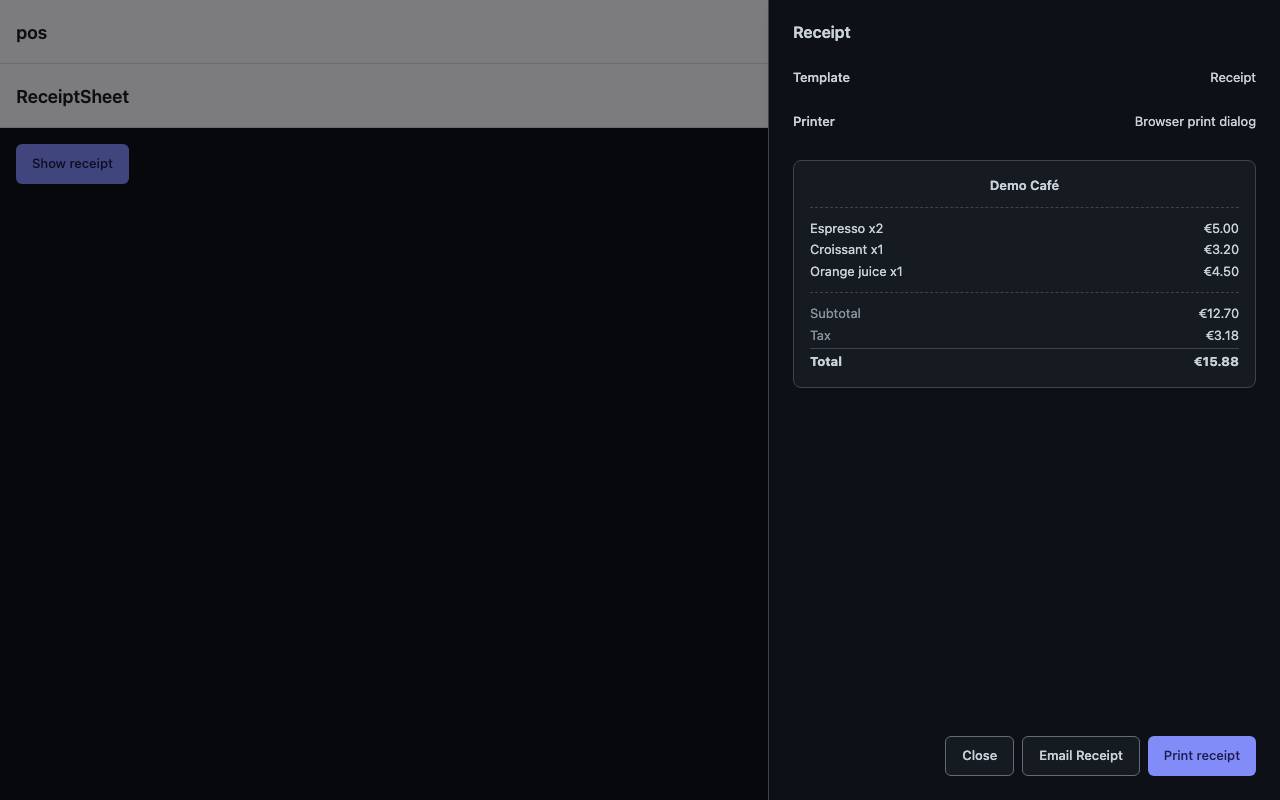 pos
ReceiptSheet
Show receipt
Receipt
Template Receipt
Printer Browser print dialog
Demo Café
Espresso x2 €5.00
Croissant x1 €3.20
Orange juice x1 €4.50
Subtotal €12.70
Tax €3.18
Total €15.88
Close Email Receipt Print receipt